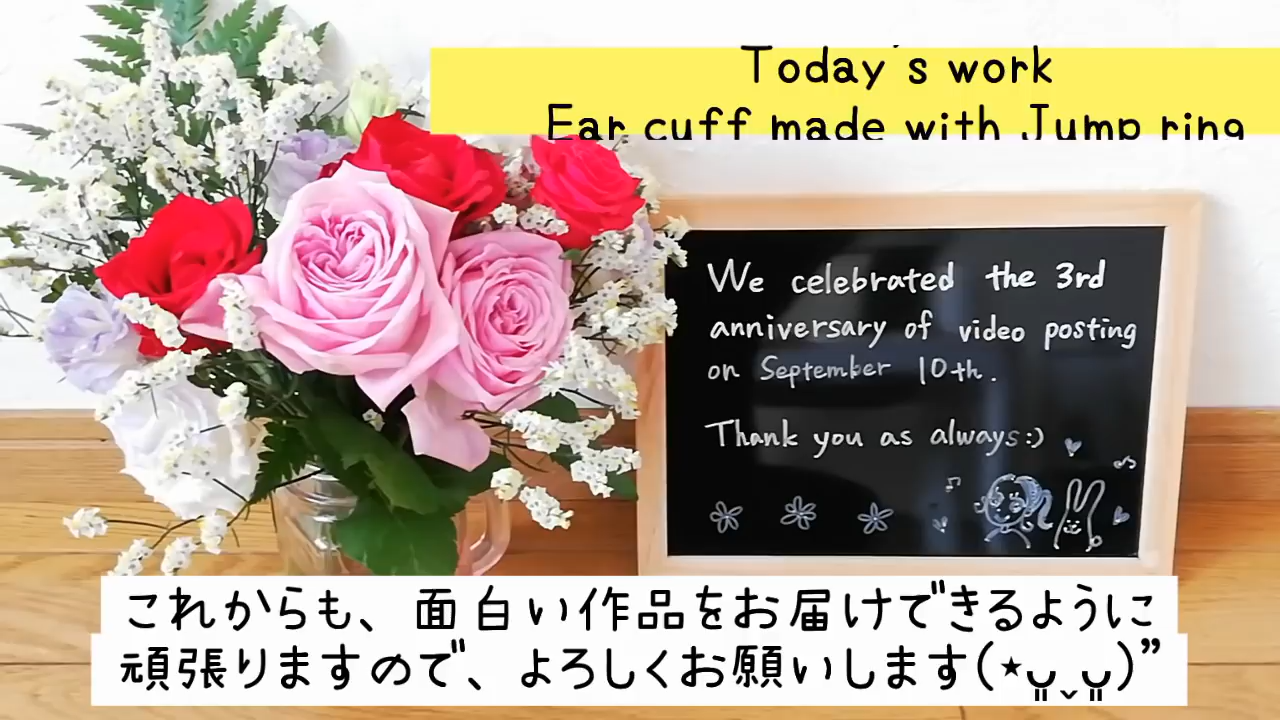 Today's work
Ear cuff made with Jump ring
We celebrated the 3rd
anniversary of video posting
on September 10th.
Thank you as always:)
これからも、面白い作品をお届けできるように
頑張りますので、よろしくお願いします(⋆ᴗ͈ˬᴗ͈)”